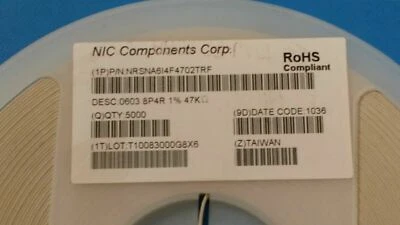 NIC Components Corp.
RoHS
Compliant
(1P)P/N:NRSNA6I4F4702TRF
DESC:0603 8P4R 1% 47KΩ
(Q)QTY:5000
(9D)DATE CODE:1036
(1T)LOT:T10083000G8X6
(Z)TAIWAN